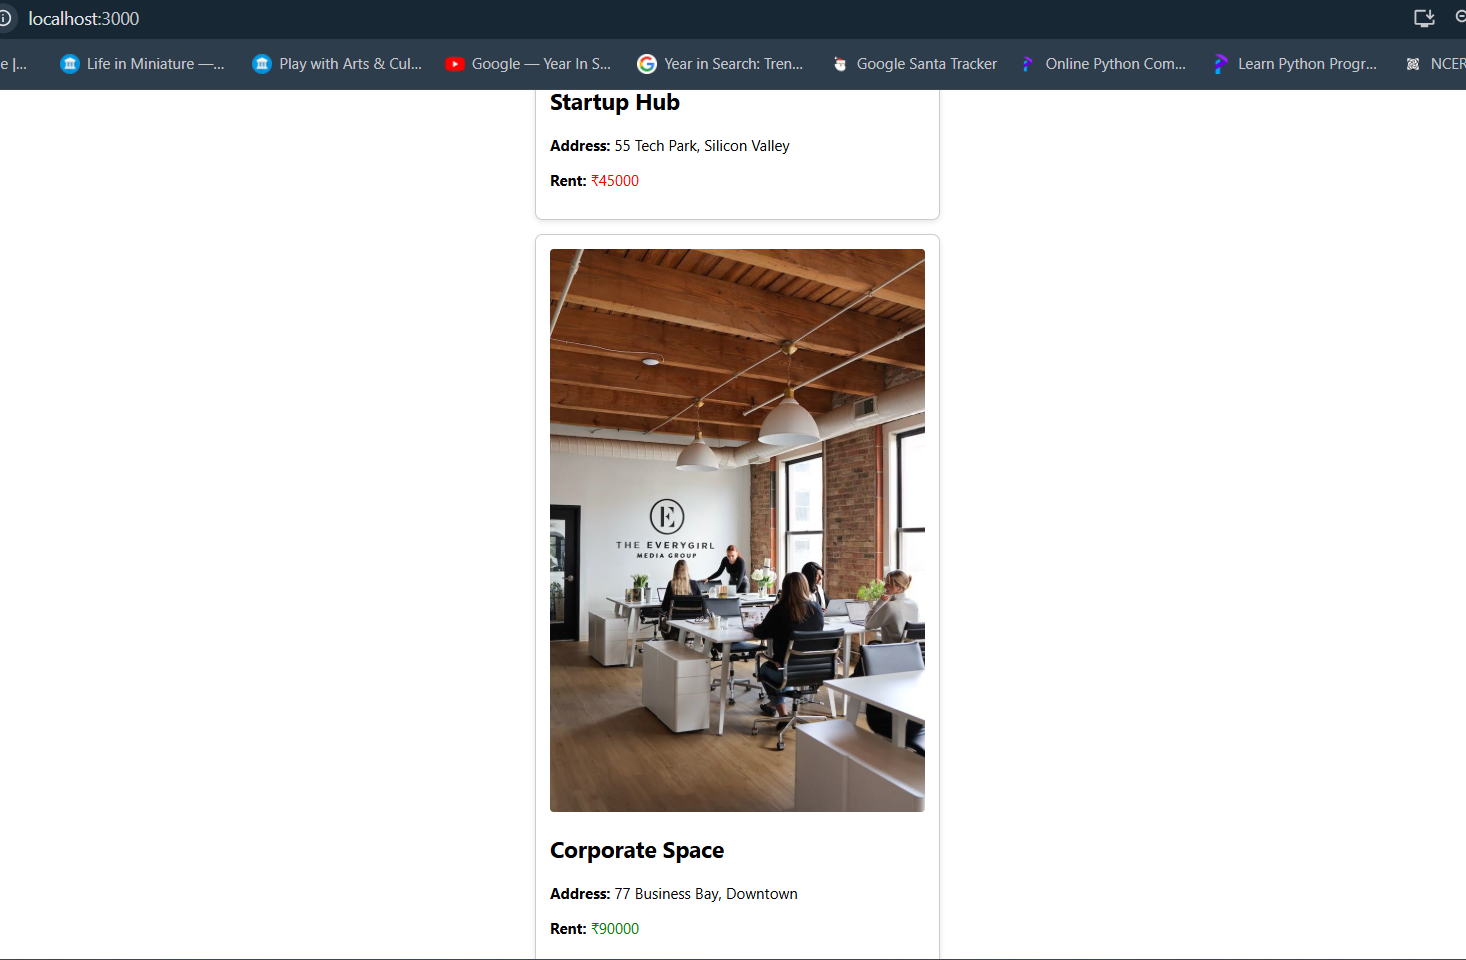 localhost:3000
e |...
Life in Miniature —...
Play with Arts & Cul...
Google — Year In S...
Year in Search: Tren...
Google Santa Tracker
Online Python Com...
Learn Python Progr...
NCER
Startup Hub
Address: 55 Tech Park, Silicon Valley
Rent: ₹45000
E
THE EVERYGIRL
MEDIA GROUP
Corporate Space
Address: 77 Business Bay, Downtown
Rent: ₹90000